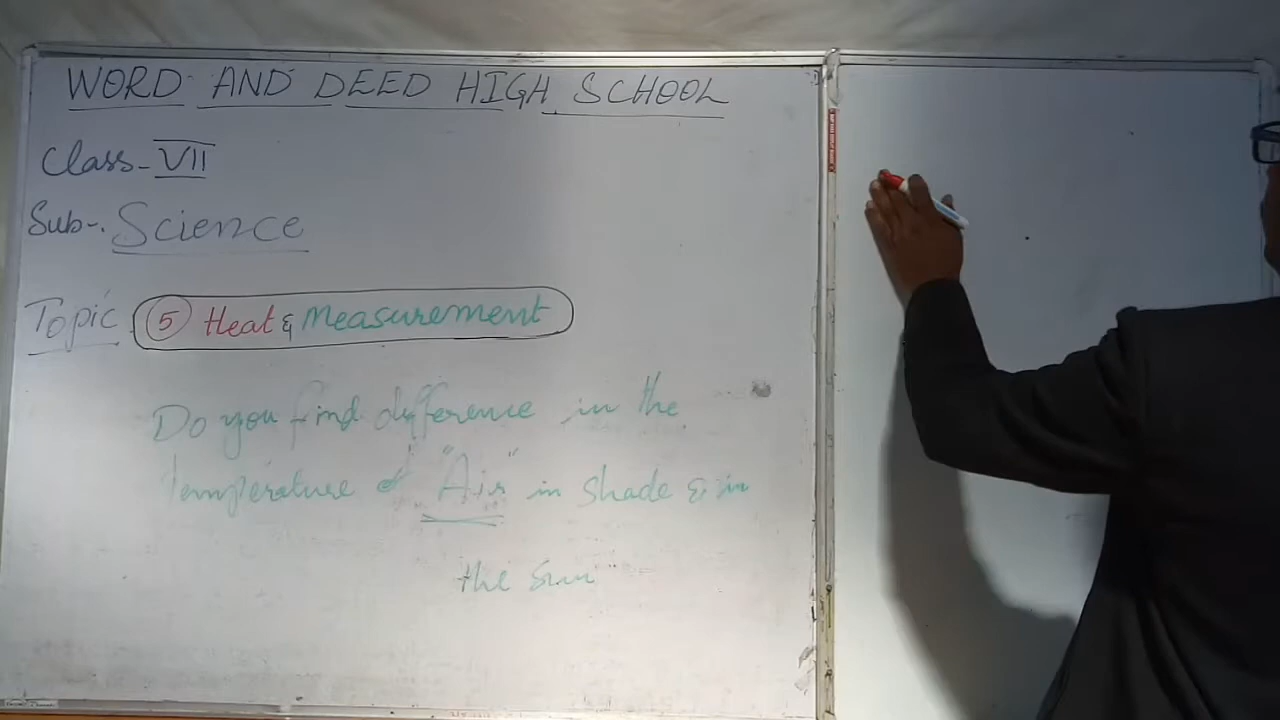 WORD AND DEED HIGH SCHOOL
Class - VII
Sub-. Science
Topic ⑤ Heat & Measurement
Do you find difference in the
Temperature of "Air" in shade & in
the sun